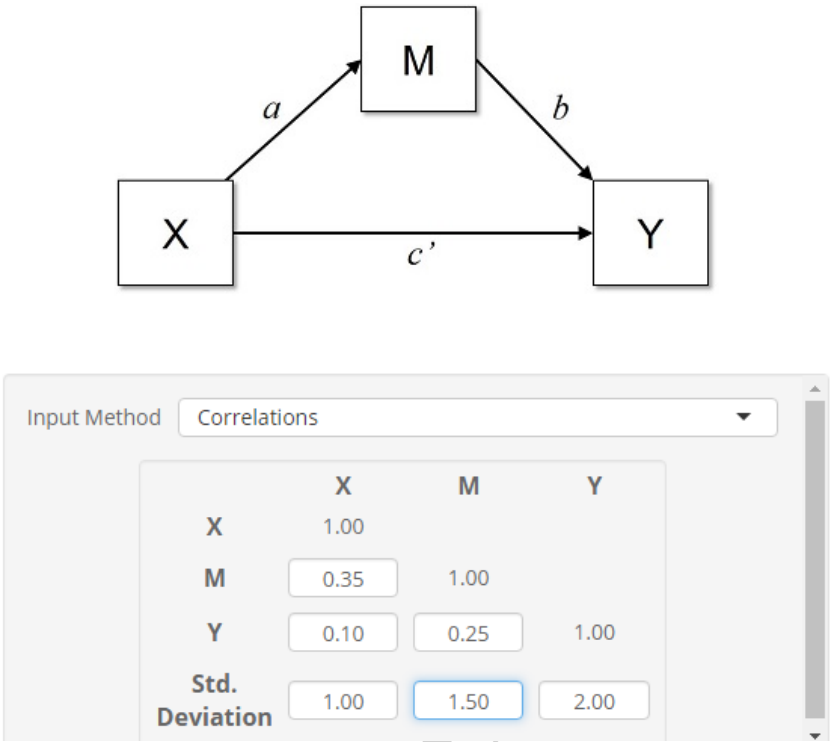 M
a
b
X
Y
c’
Input Method Correlations
X M Y
X 1.00
M 0.35 1.00
Y 0.10 0.25 1.00
Std.
Deviation 1.00 1.50 2.00